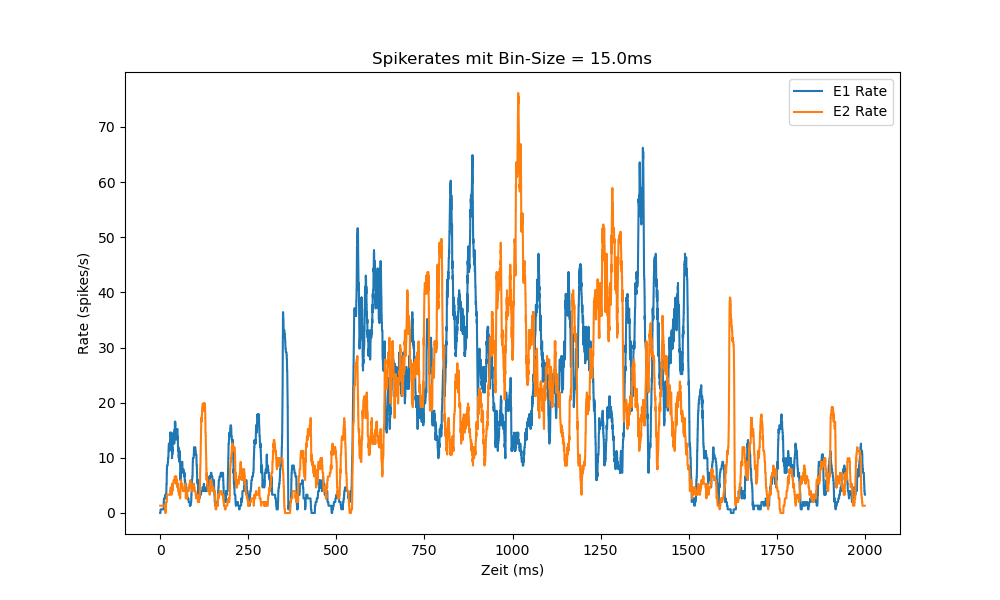 Spikerates mit Bin-Size = 15.0ms
E1 Rate
E2 Rate
Rate (spikes/s)
70
60
50
40
30
20
10
0
0 250 500 750 1000 1250 1500 1750 2000
Zeit (ms)